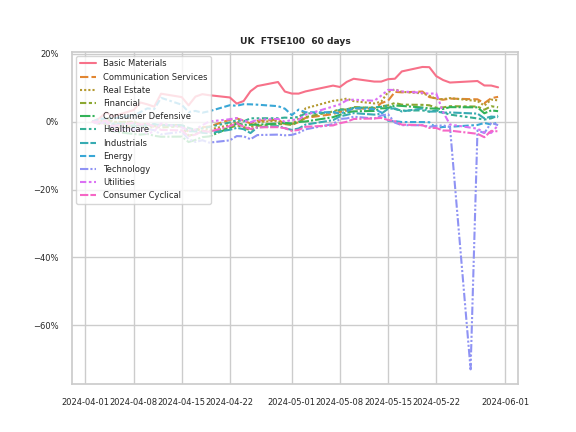 UK FTSE100 60 days
20%
0%
−20%
−40%
−60%
Basic Materials
Communication Services
Real Estate
Financial
Consumer Defensive
Healthcare
Industrials
Energy
Technology
Utilities
Consumer Cyclical
2024-04-01 2024-04-08 2024-04-15 2024-04-22 2024-05-01 2024-05-08 2024-05-15 2024-05-22 2024-06-01